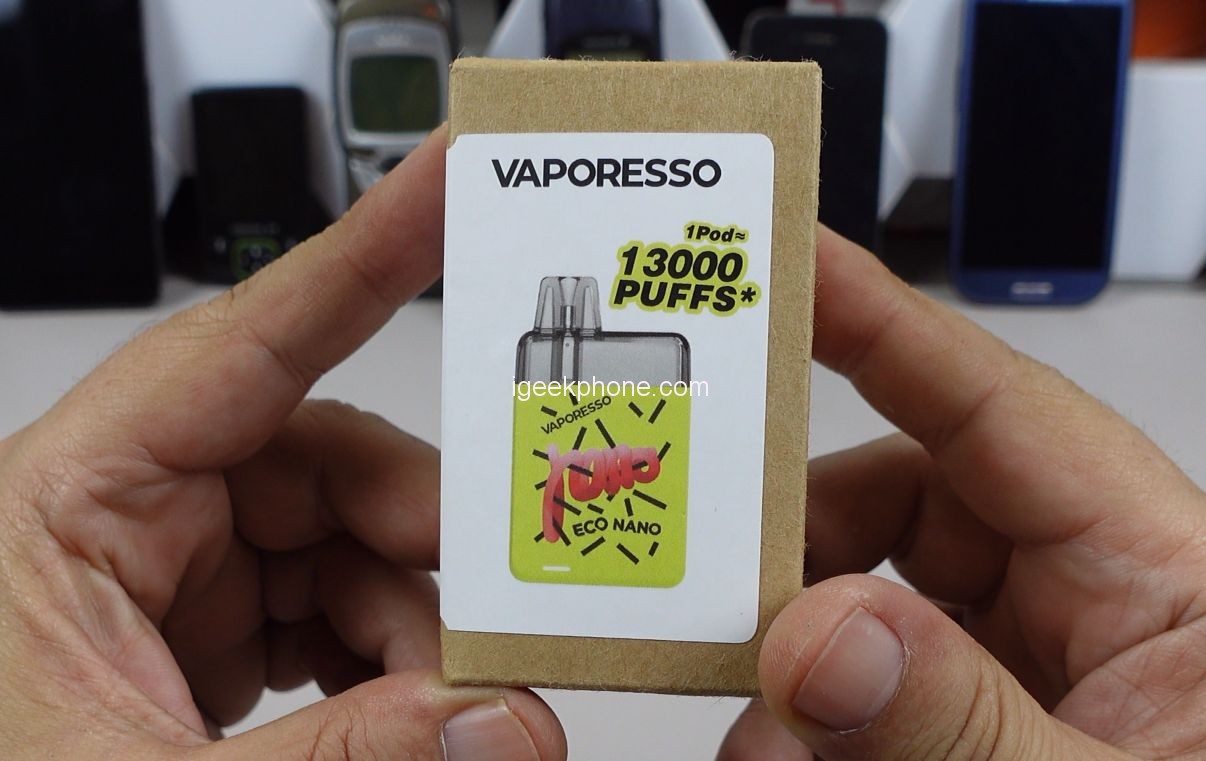 VAPORESSO
1Pod≈
13000
PUFFS*
igeekphone.com
VAPORESSO
ECO NANO